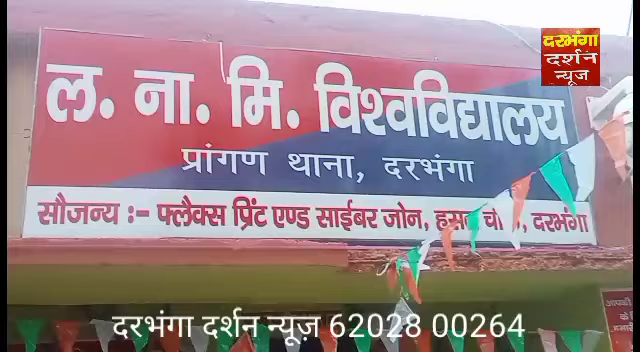 दरभंगा
दर्शन
न्यूज
ल. ना. मि. विश्वविद्यालय
प्रांगण थाना, दरभंगा
सौजन्य :- फ्लैक्स प्रिंट एण्ड साईबर जोन, दरभंगा
दरभंगा दर्शन न्यूज़ 62028 00264